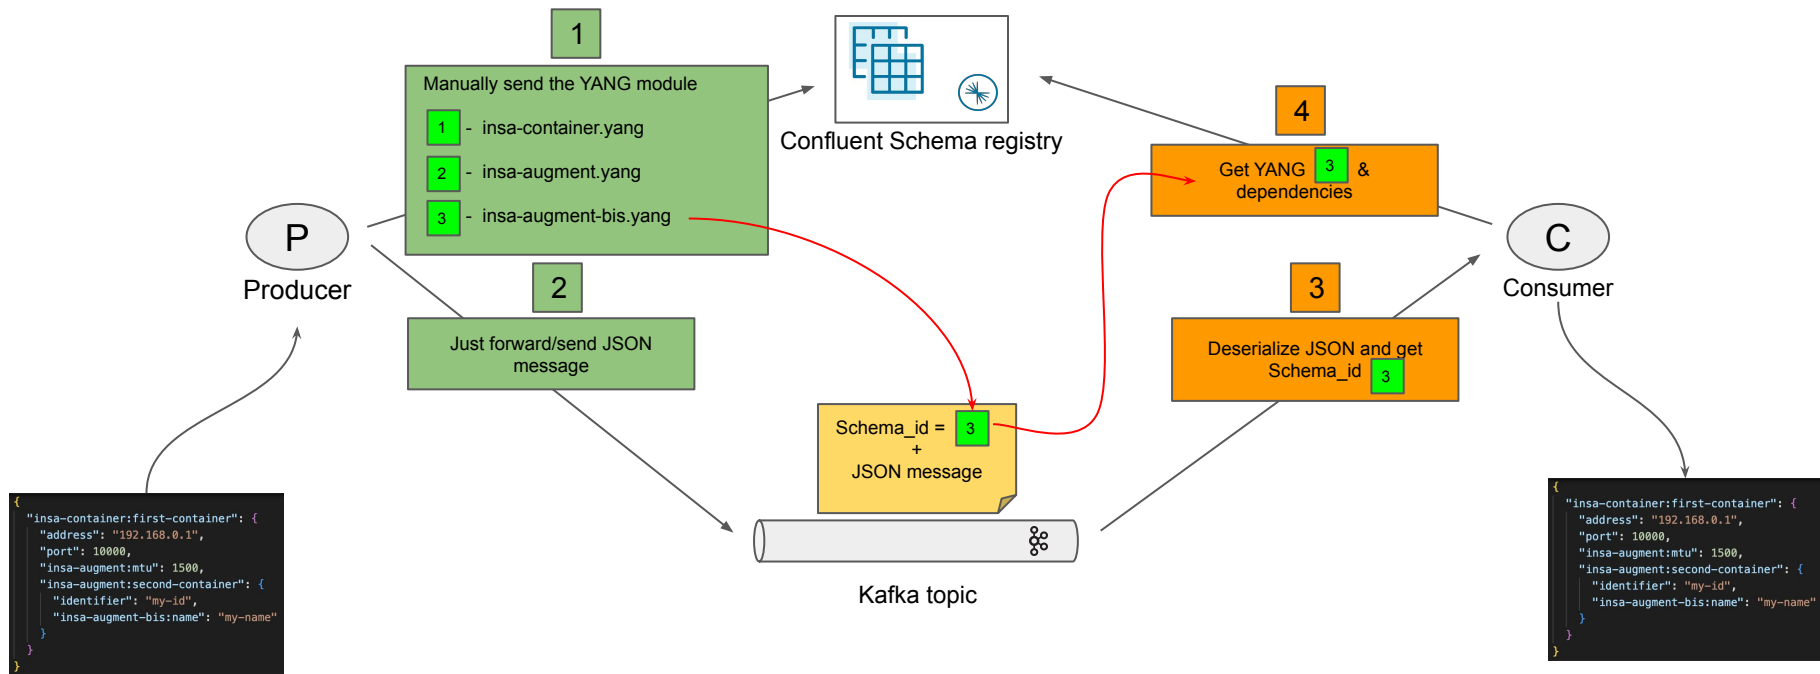 1
Manually send the YANG module
1 - insa-container.yang
2 - insa-augment.yang
3 - insa-augment-bis.yang
Confluent Schema registry
4
Get YANG 3 &
dependencies
P
Producer
C
Consumer
2
Just forward/send JSON
message
3
Deserialize JSON and get
Schema_id 3
Schema_id = 3
+
JSON message
Kafka topic
{
"insa-container:first-container": {
"address": "192.168.0.1",
"port": 10000,
"insa-augment:mtu": 1500,
"insa-augment:second-container": {
"identifier": "my-id",
"insa-augment-bis:name": "my-name"
}
}
}
{
"insa-container:first-container": {
"address": "192.168.0.1",
"port": 10000,
"insa-augment:mtu": 1500,
"insa-augment:second-container": {
"identifier": "my-id",
"insa-augment-bis:name": "my-name"
}
}
}